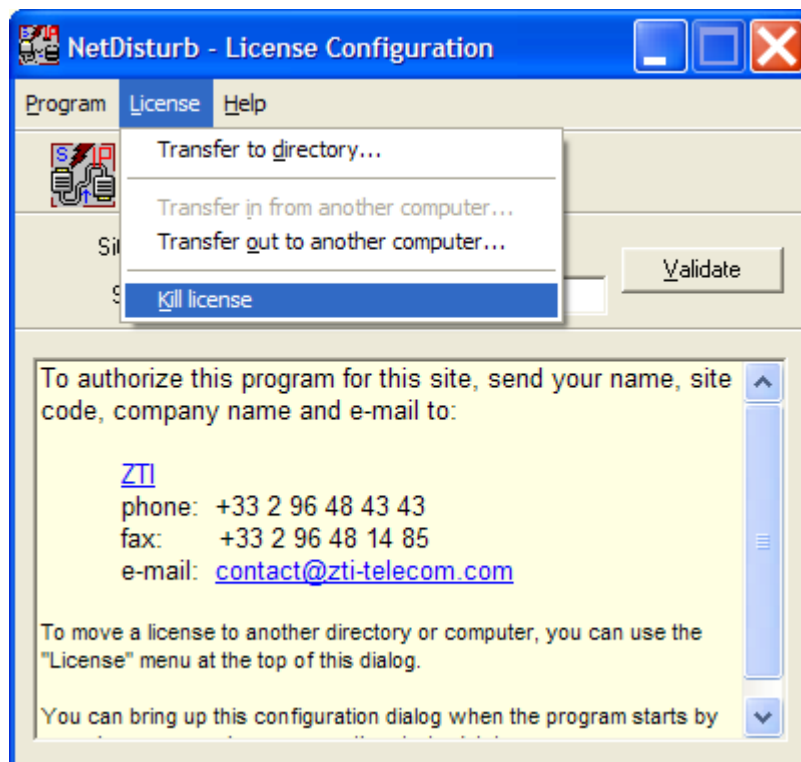 NetDisturb - License Configuration
Program License Help
Transfer to directory...
Transfer in from another computer...
Transfer out to another computer...
Kill license
Validate
To authorize this program for this site, send your name, site
code, company name and e-mail to:
ZTI
phone: +33 2 96 48 43 43
fax: +33 2 96 48 14 85
e-mail: contact@zti-telecom.com
To move a license to another directory or computer, you can use the
"License" menu at the top of this dialog.
You can bring up this configuration dialog when the program starts by